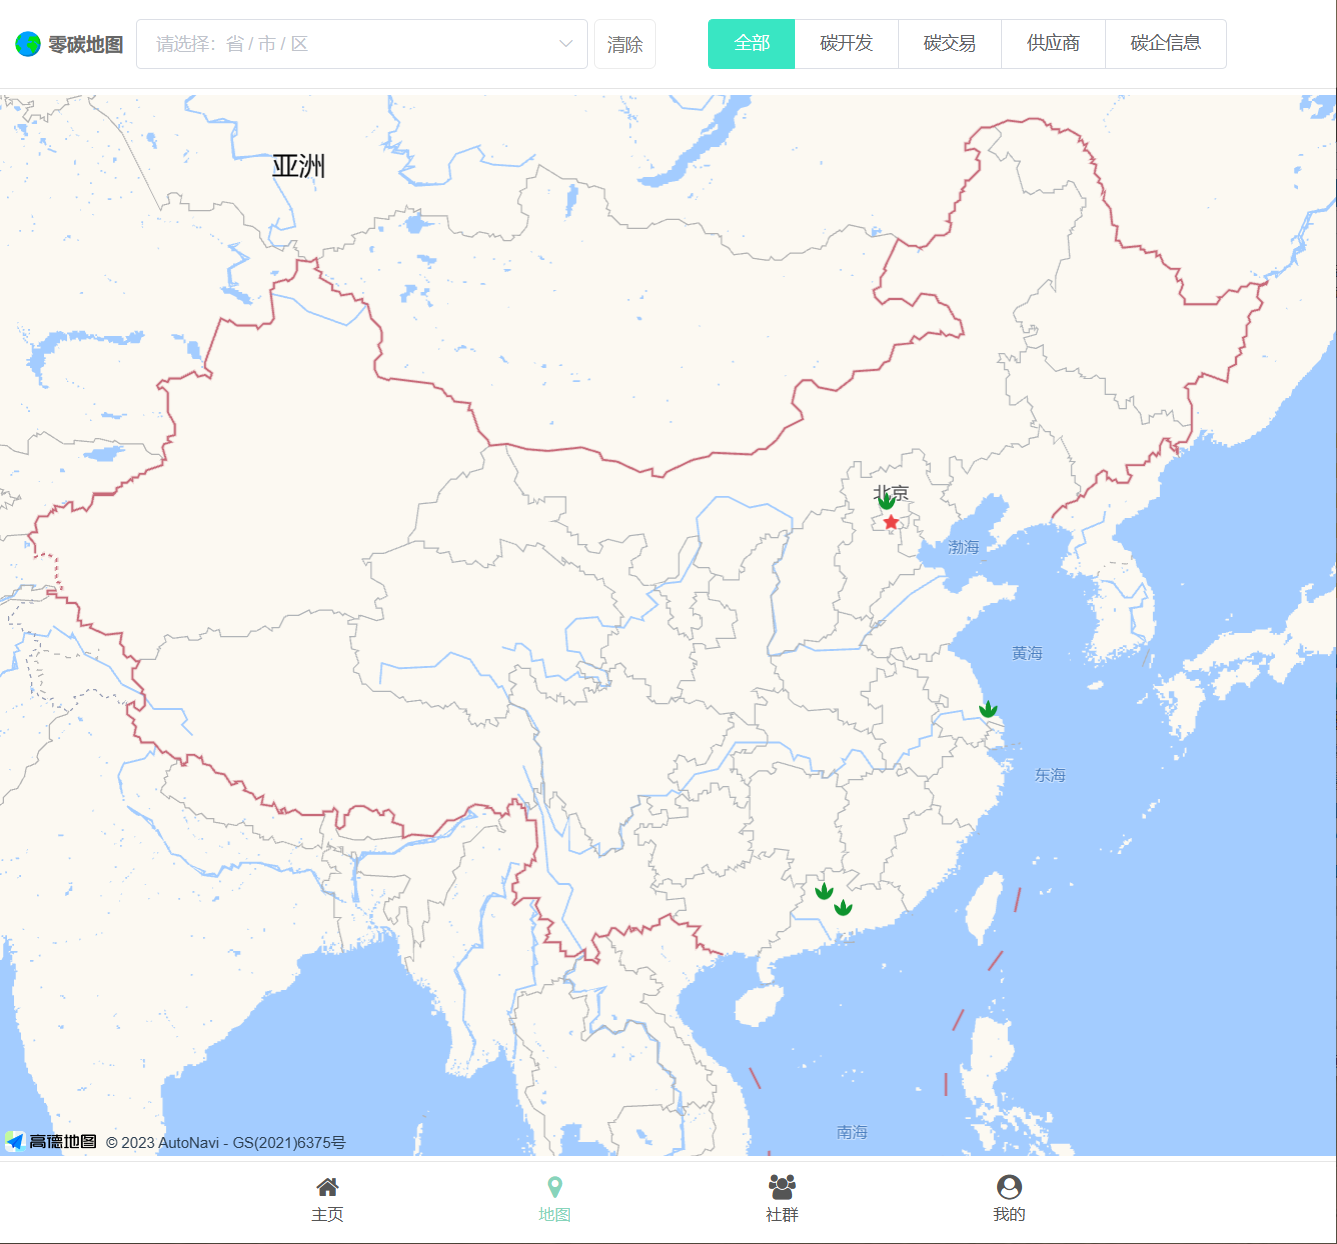 零碳地图
请选择：省 / 市 / 区
清除
全部
碳开发
碳交易
供应商
碳企信息
亚洲
北京
渤海
黄海
东海
南海
高德地图 © 2023 AutoNavi - GS(2021)6375号
主页
地图
社群
我的